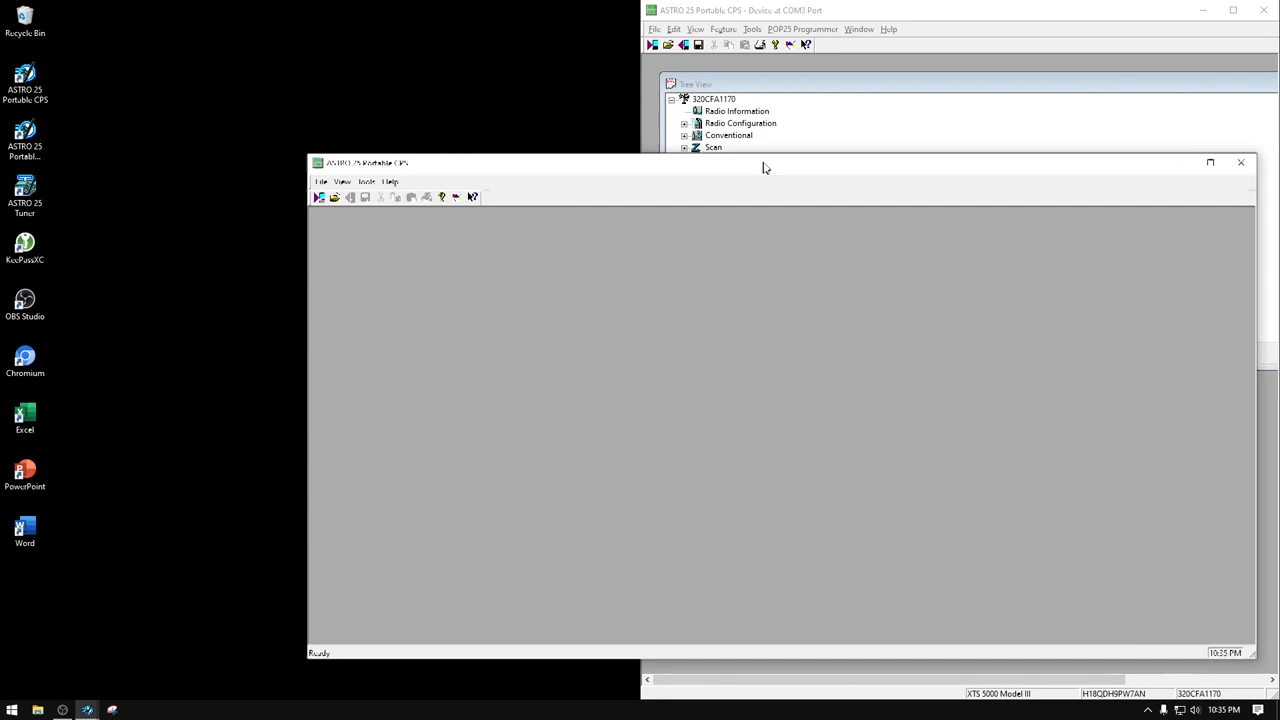 Recycle Bin
ASTRO 25
Portable CPS
ASTRO 25
Portabl...
ASTRO 25
Tuner
KeePassXC
OBS Studio
Chromium
Excel
PowerPoint
Word
ASTRO 25 Portable CPS - Device at COM3 Port
File Edit View Feature Tools POP25 Programmer Window Help
Tree View
320CFA1170
Radio Information
Radio Configuration
Conventional
Scan
ASTRO 25 Portable CPS
File View Tools Help
Ready
10:35 PM
XTS 5000 Model III
H18QDH9PW7AN
320CFA1170
10:35 PM